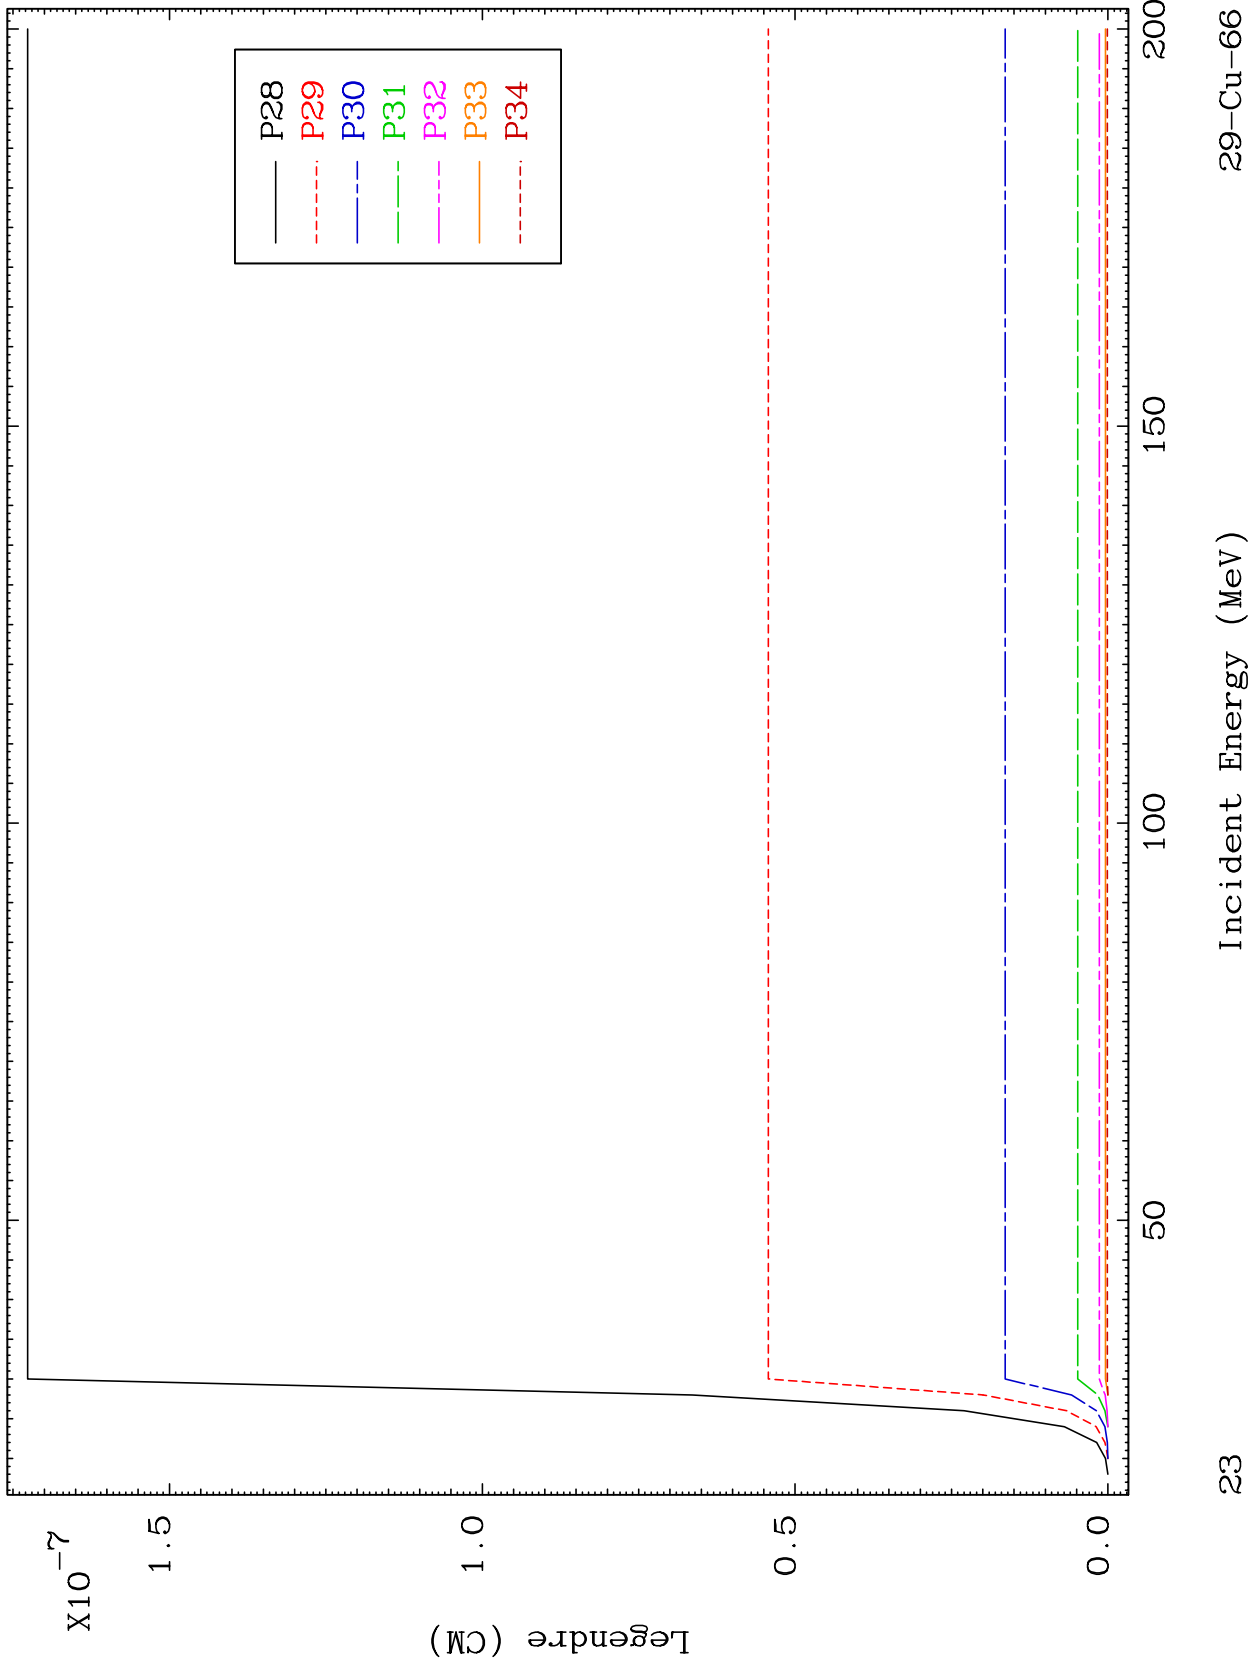 X10⁻⁷
Legendre (CM)
1.5
1.0
0.5
0.0
P28
P29
P30
P31
P32
P33
P34
50
100
150
200
Incident Energy (MeV)
23
29-Cu-66